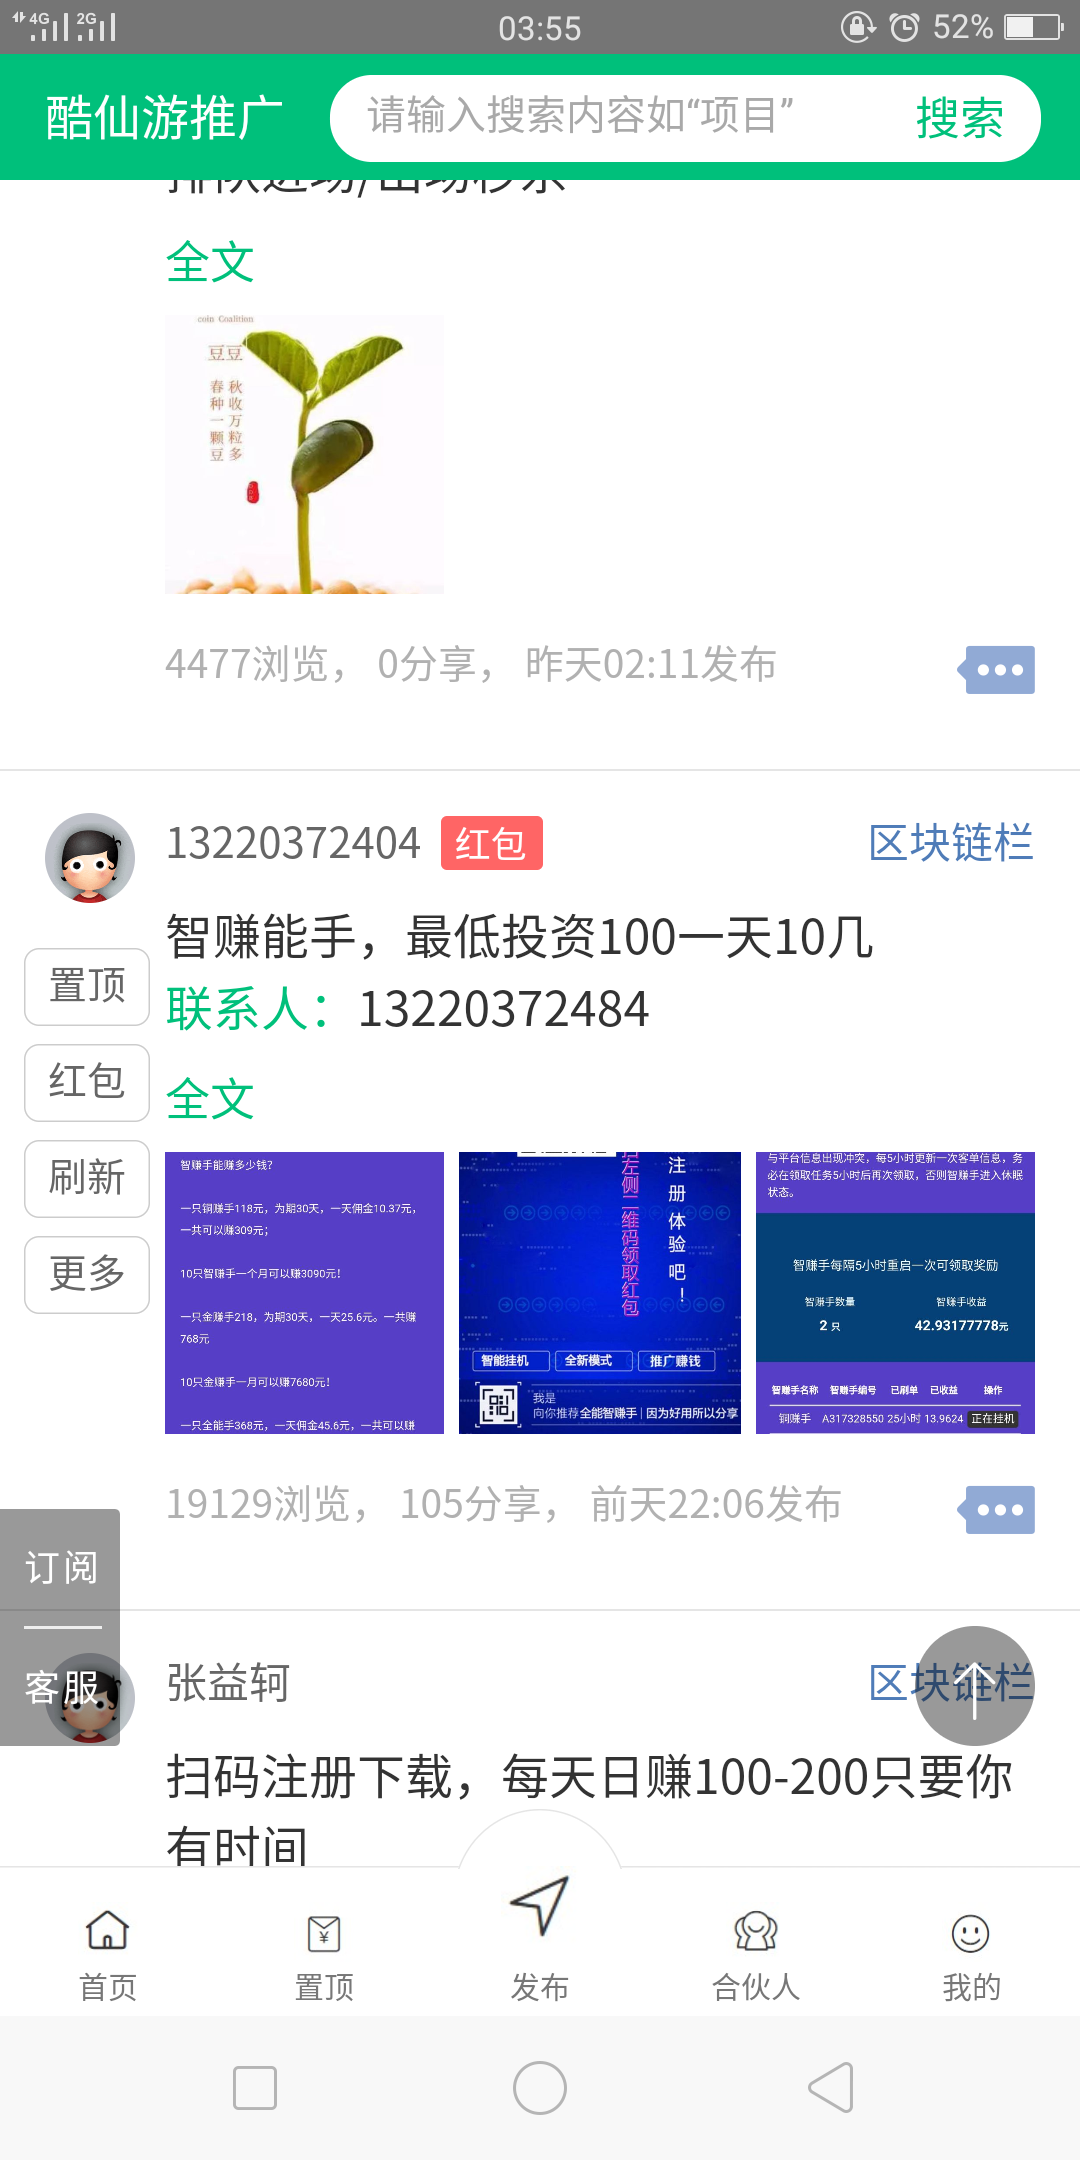 4G 2G 03:55 52%
酷仙游推广 请输入搜索内容如“项目” 搜索
全文
coin Coalition
豆豆
秋收万粒多
春种一颗豆
4477浏览， 0分享， 昨天02:11发布
13220372404 红包 区块链栏
智赚能手，最低投资100一天10几
联系人：13220372484
全文
置顶
红包
刷新
更多
智赚手能赚多少钱？
一只铜赚手118元，为期30天，一天佣金10.37元，
一共可以赚309元；
10只智赚手一个月可以赚3090元！
一只金赚手218，为期30天，一天25.6元。一共赚
768元
10只金赚手一月可以赚7680元！
一只全能手368元，一天佣金45.6元，一共可以赚
左侧二维码领取红包
注册体验吧！
智能挂机 全新模式 推广赚钱
我是
向你推荐全能智赚手 | 因为好用所以分享
与平台信息出现冲突，每5小时更新一次客单信息，务
必在领取任务5小时后再次领取，否则智赚手进入休眠
状态。
智赚手每隔5小时重启一次可领取奖励
智赚手数量 智赚手收益
2 只 42.93177778元
智赚手名称 智赚手编号 已刷单 已收益 操作
铜赚手 A317328550 25小时 13.9624 正在挂机
19129浏览， 105分享， 前天22:06发布
订阅
客服
张益轲 区块链栏
扫码注册下载，每天日赚100-200只要你
有时间
首页 置顶 发布 合伙人 我的